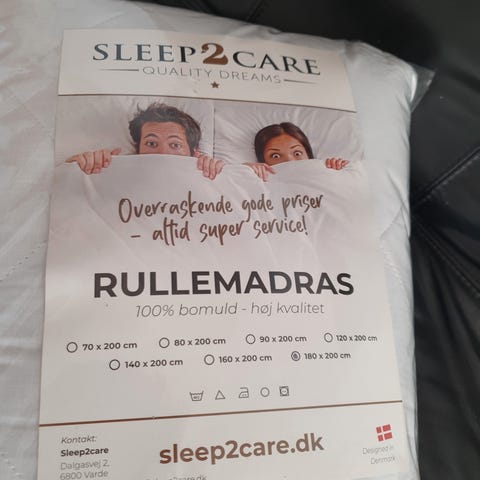 SLEEP2CARE
QUALITY DREAMS
Overraskende gode priser
- altid super service!
RULLEMADRAS
100% bomuld - høj kvalitet
70 x 200 cm
80 x 200 cm
90 x 200 cm
120 x 200 cm
140 x 200 cm
160 x 200 cm
180 x 200 cm
Kontakt:
Sleep2care
Dalgasvej 2,
6800 Varde
sleep2care.dk
Designed in
Denmark